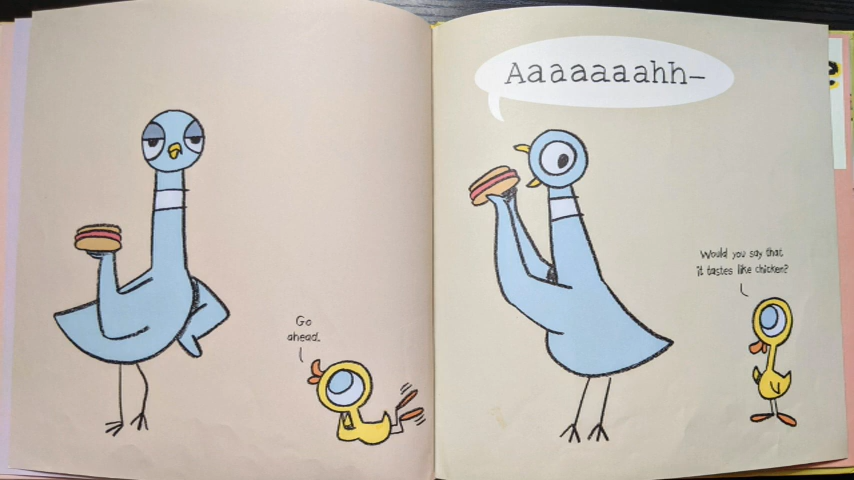 Go
ahead.
Aaaaaaahh—
Would you say that
it tastes like chicken?